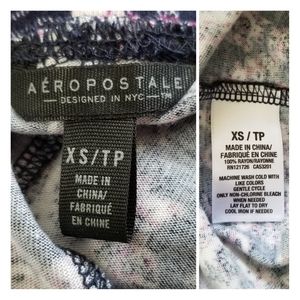 AÉROPOSTALE
— DESIGNED IN NYC —
XS/TP
MADE IN
CHINA/
FABRIQUÉ
EN CHINE
XS / TP
MADE IN CHINA/
FABRIQUÉ EN CHINE
100% RAYON/RAYONNE
RN121726 CA53201
MACHINE WASH COLD WITH
LIKE COLORS
GENTLE CYCLE
ONLY NON-CHLORINE BLEACH
WHEN NEEDED
LAY FLAT TO DRY
COOL IRON IF NEEDED